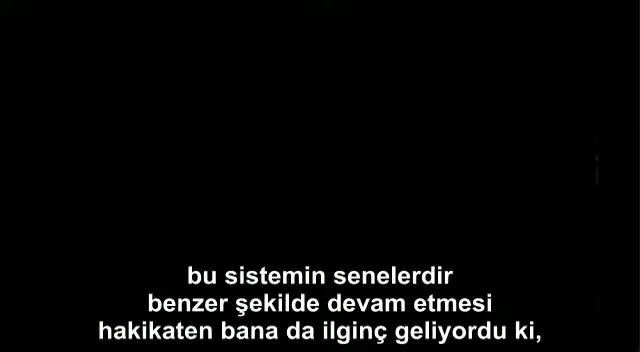 bu sistemin senelerdir
benzer şekilde devam etmesi
hakikaten bana da ilginç geliyordu ki,